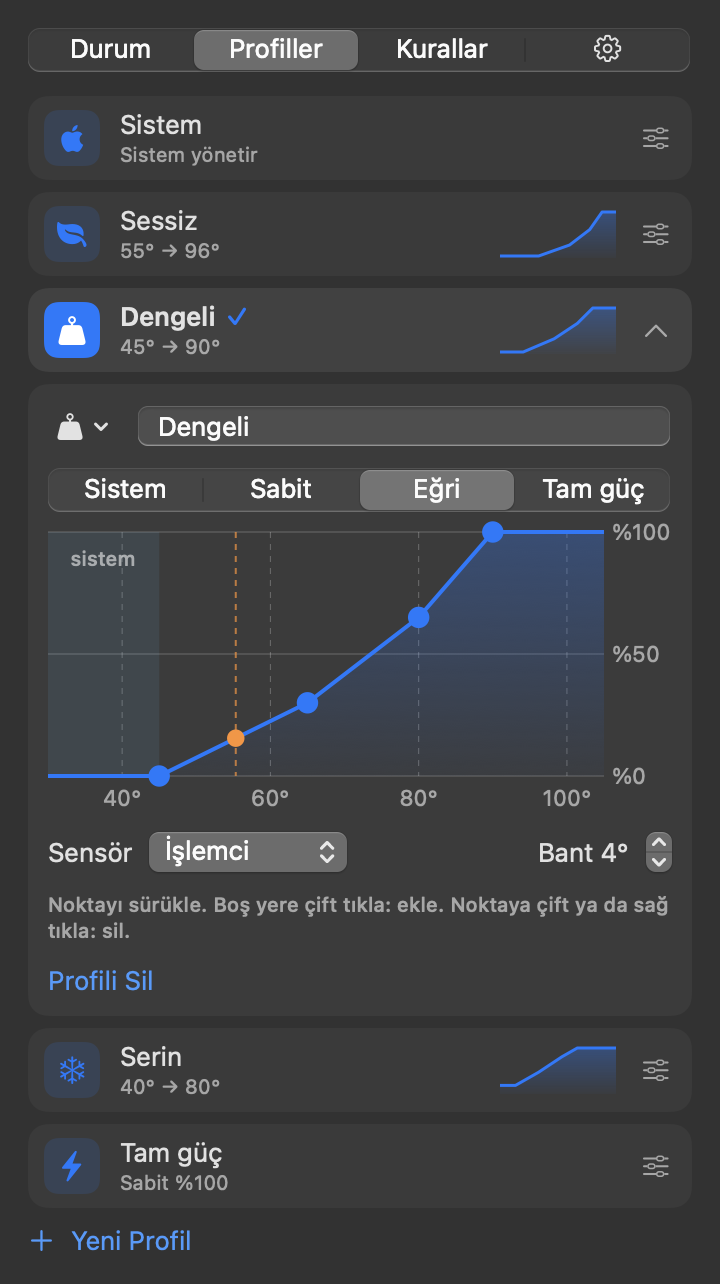 Durum Profiller Kurallar
Sistem
Sistem yönetir
Sessiz
55° → 96°
Dengeli
45° → 90°
Dengeli
Sistem Sabit Eğri Tam güç
sistem
%100
%50
%0
40° 60° 80° 100°
Sensör İşlemci Bant 4°
Noktayı sürükle. Boş yere çift tıkla: ekle. Noktaya çift ya da sağ
tıkla: sil.
Profili Sil
Serin
40° → 80°
Tam güç
Sabit %100
+ Yeni Profil